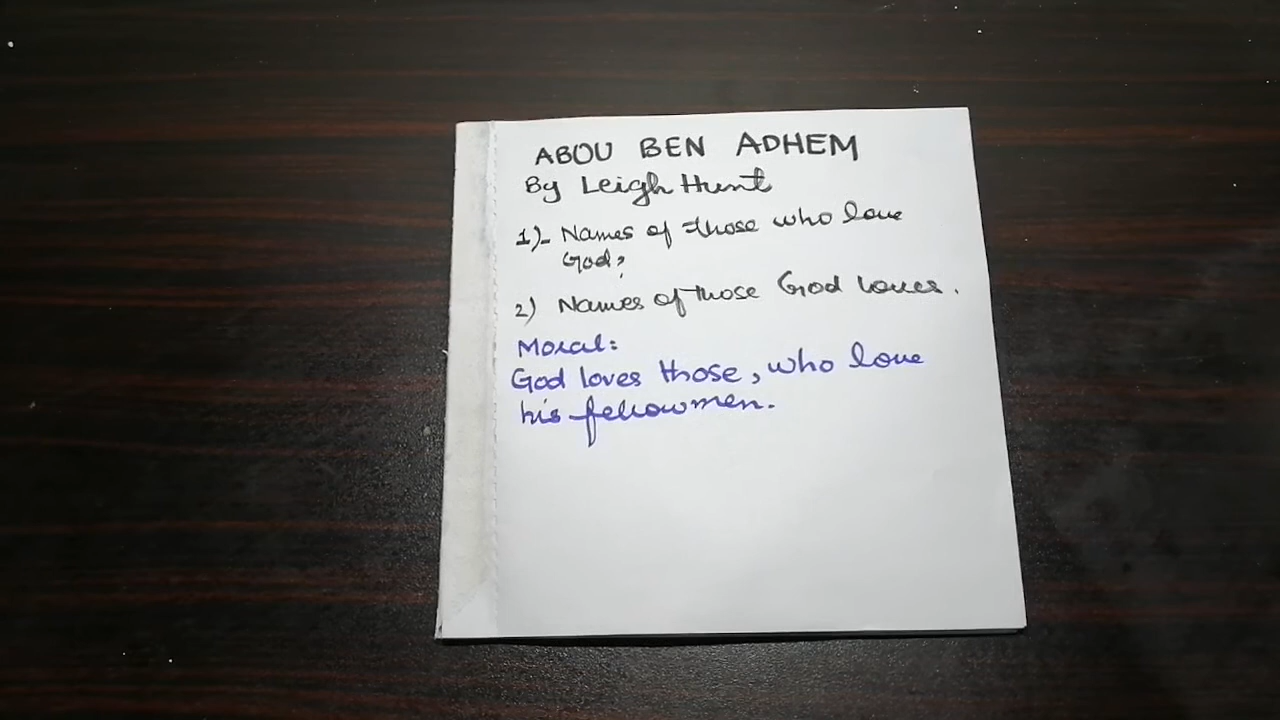 ABOU BEN ADHEM
By Leigh Hunt
1)- Names of those who love
God?
2) Names of those God loves.
Moral:
God loves those, who love
his fellowmen.